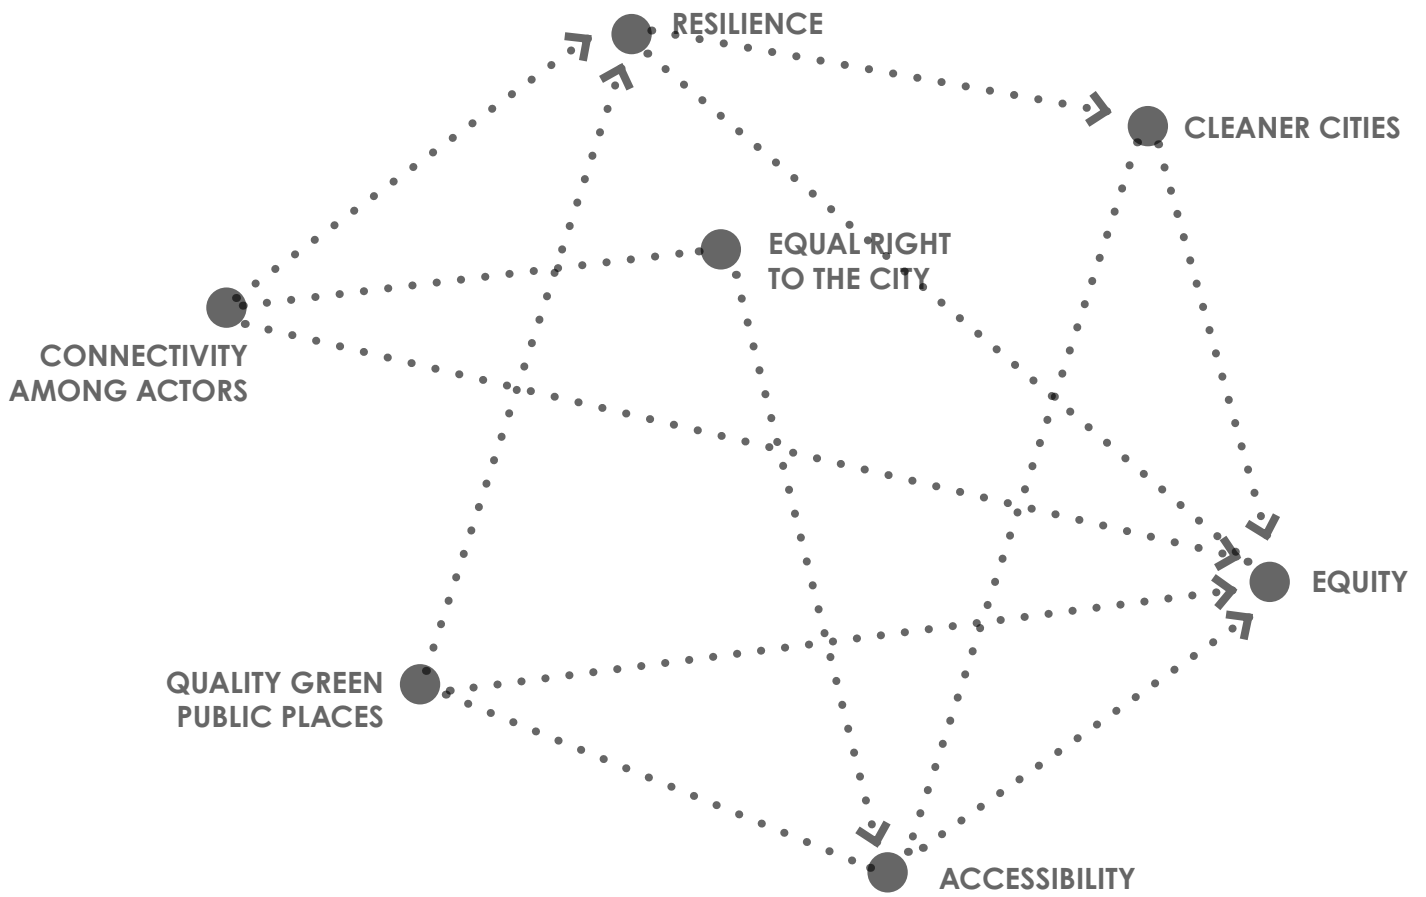 RESILIENCE
CLEANER CITIES
EQUAL RIGHT
TO THE CITY
CONNECTIVITY
AMONG ACTORS
EQUITY
QUALITY GREEN
PUBLIC PLACES
ACCESSIBILITY